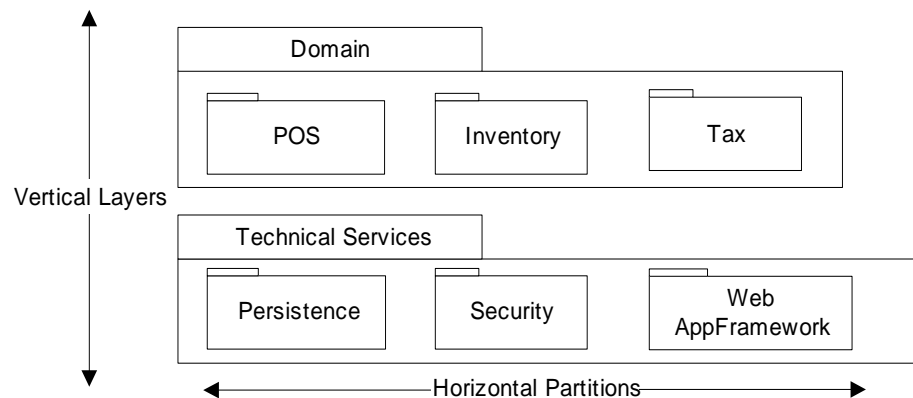 Domain
POS
Inventory
Tax
Vertical Layers
Technical Services
Persistence
Security
Web
AppFramework
Horizontal Partitions